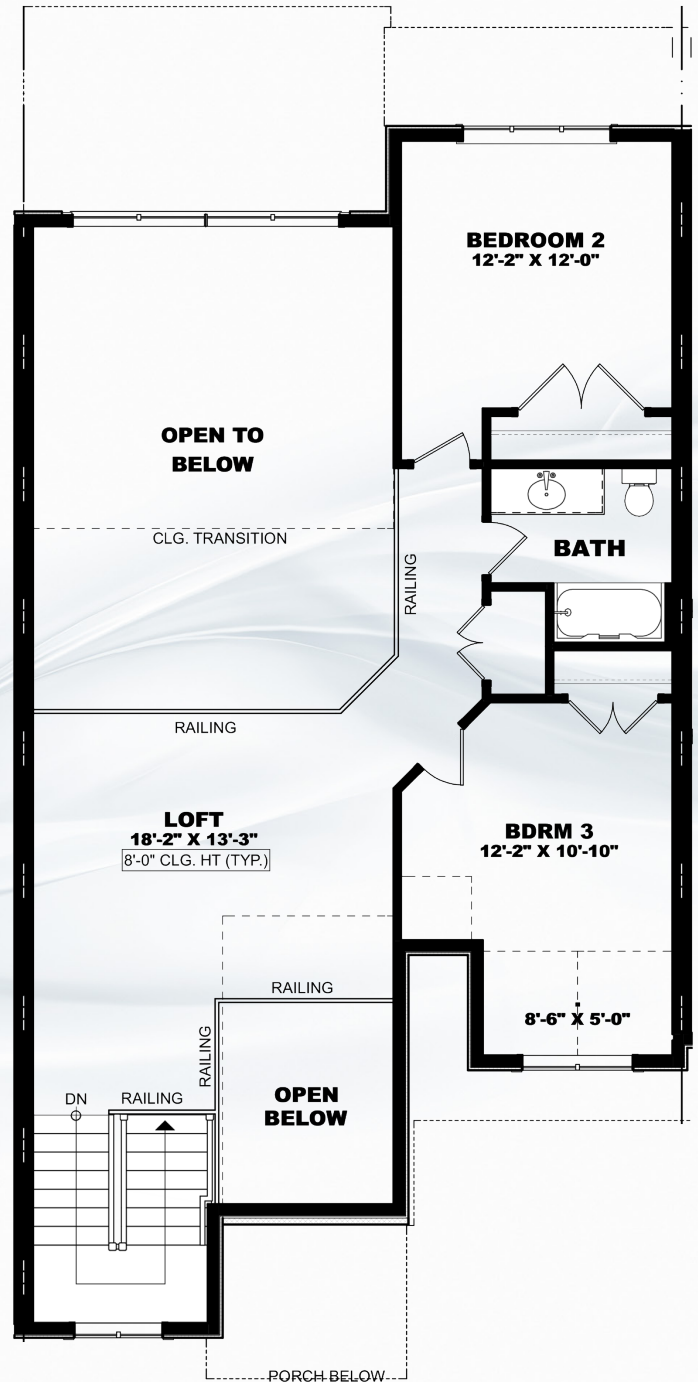 BEDROOM 2
12'-2" X 12'-0"
OPEN TO
BELOW
CLG. TRANSITION
RAILING
BATH
RAILING
LOFT
18'-2" X 13'-3"
8'-0" CLG. HT (TYP.)
BDRM 3
12'-2" X 10'-10"
RAILING
8'-6" X 5'-0"
RAILING
OPEN
BELOW
DN
RAILING
PORCH BELOW